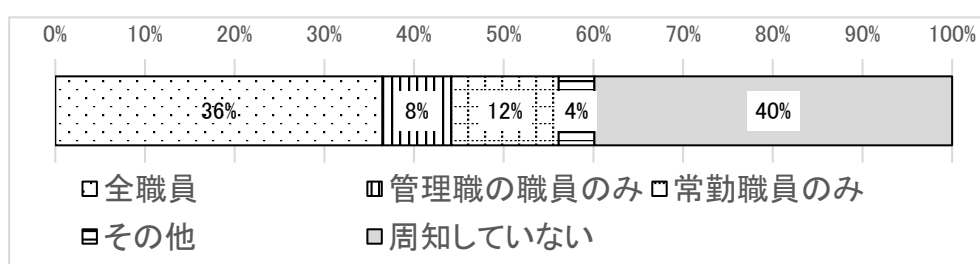 0% 10% 20% 30% 40% 50% 60% 70% 80% 90% 100%
36% 8% 12% 4% 40%
全職員 管理職の職員のみ 常勤職員のみ
その他 周知していない